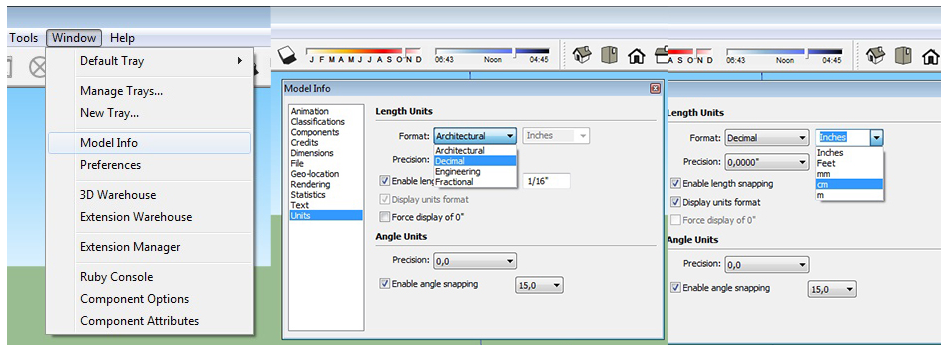 Tools Window Help
Default Tray
Manage Trays...
New Tray...
Model Info
Preferences
3D Warehouse
Extension Warehouse
Extension Manager
Ruby Console
Component Options
Component Attributes
J F M A M J J A S O N D 06:43 Noon 04:45
Model Info
Animation
Classifications
Components
Credits
Dimensions
File
Geo-location
Rendering
Statistics
Text
Units
Length Units
Format: Architectural Inches
Architectural
Decimal
Engineering
Fractional
Precision:
Enable leng 1/16"
Display units format
Force display of 0"
Angle Units
Precision: 0,0
Enable angle snapping 15,0
A S O N D 06:43 Noon 04:45
Length Units
Format: Decimal Inches
Inches
Feet
mm
cm
m
Precision: 0,0000"
Enable length snapping
Display units format
Force display of 0"
Angle Units
Precision: 0,0
Enable angle snapping 15,0